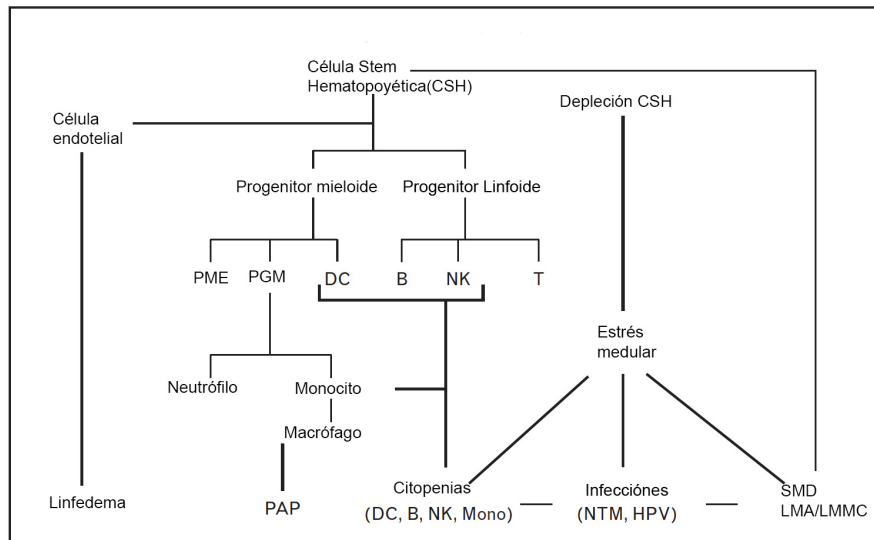 Célula Stem
Hematopoyética(CSH)
Depleción CSH
Célula
endotelial
Progenitor mieloide
Progenitor Linfoide
PME
PGM
DC
B
NK
T
Estrés
medular
Neutrófilo
Monocito
Macrófago
Linfedema
PAP
Citopenias
(DC, B, NK, Mono)
Infecciónes
(NTM, HPV)
SMD
LMA/LMMC